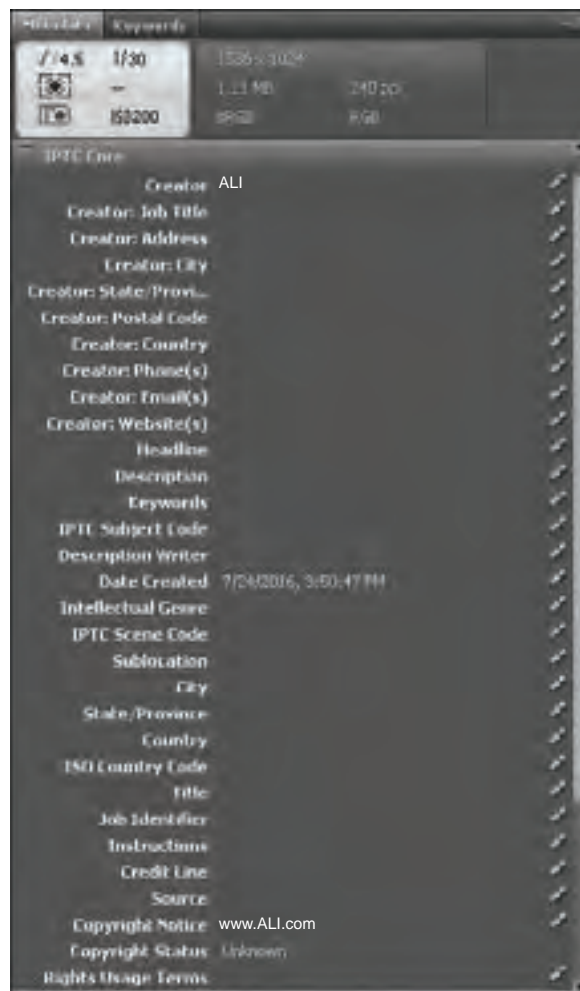 Metadata Keywords
f/4.5 1/30
1536 x 1024
--
1.23 MB 240 ppi
ISO200
RGB
IPTC Core
Creator ALI
Creator: Job Title
Creator: Address
Creator: City
Creator: State/Provi...
Creator: Postal Code
Creator: Country
Creator: Phone(s)
Creator: Email(s)
Creator: Website(s)
Headline
Description
Keywords
IPTC Subject Code
Description Writer
Date Created 7/24/2016, 3:50:47 PM
Intellectual Genre
IPTC Scene Code
Sublocation
City
State/Province
Country
ISO Country Code
Title
Job Identifier
Instructions
Credit Line
Source
Copyright Notice www.ALI.com
Copyright Status Unknown
Rights Usage Terms